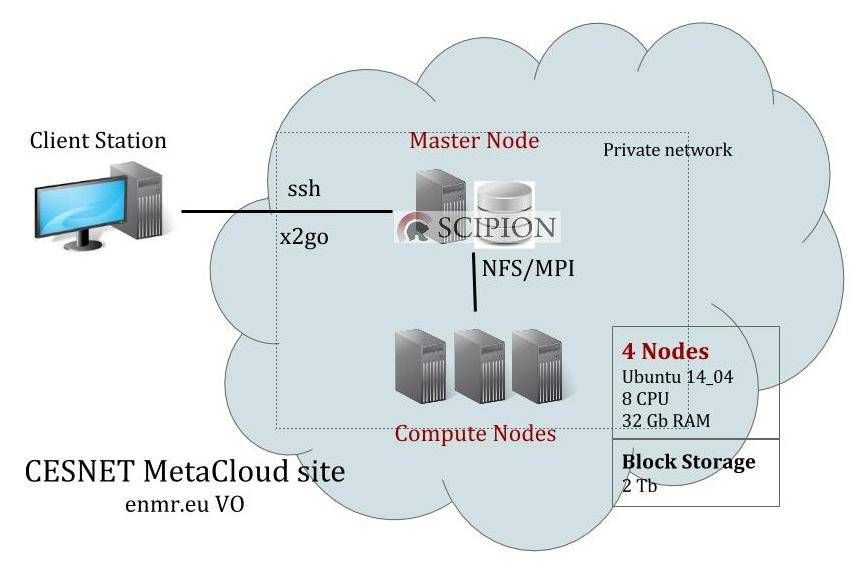 Client Station
Master Node
Private network
ssh
x2go
SCIPION
NFS/MPI
4 Nodes
Ubuntu 14_04
8 CPU
32 Gb RAM
Compute Nodes
Block Storage
2 Tb
CESNET MetaCloud site
enmr.eu VO